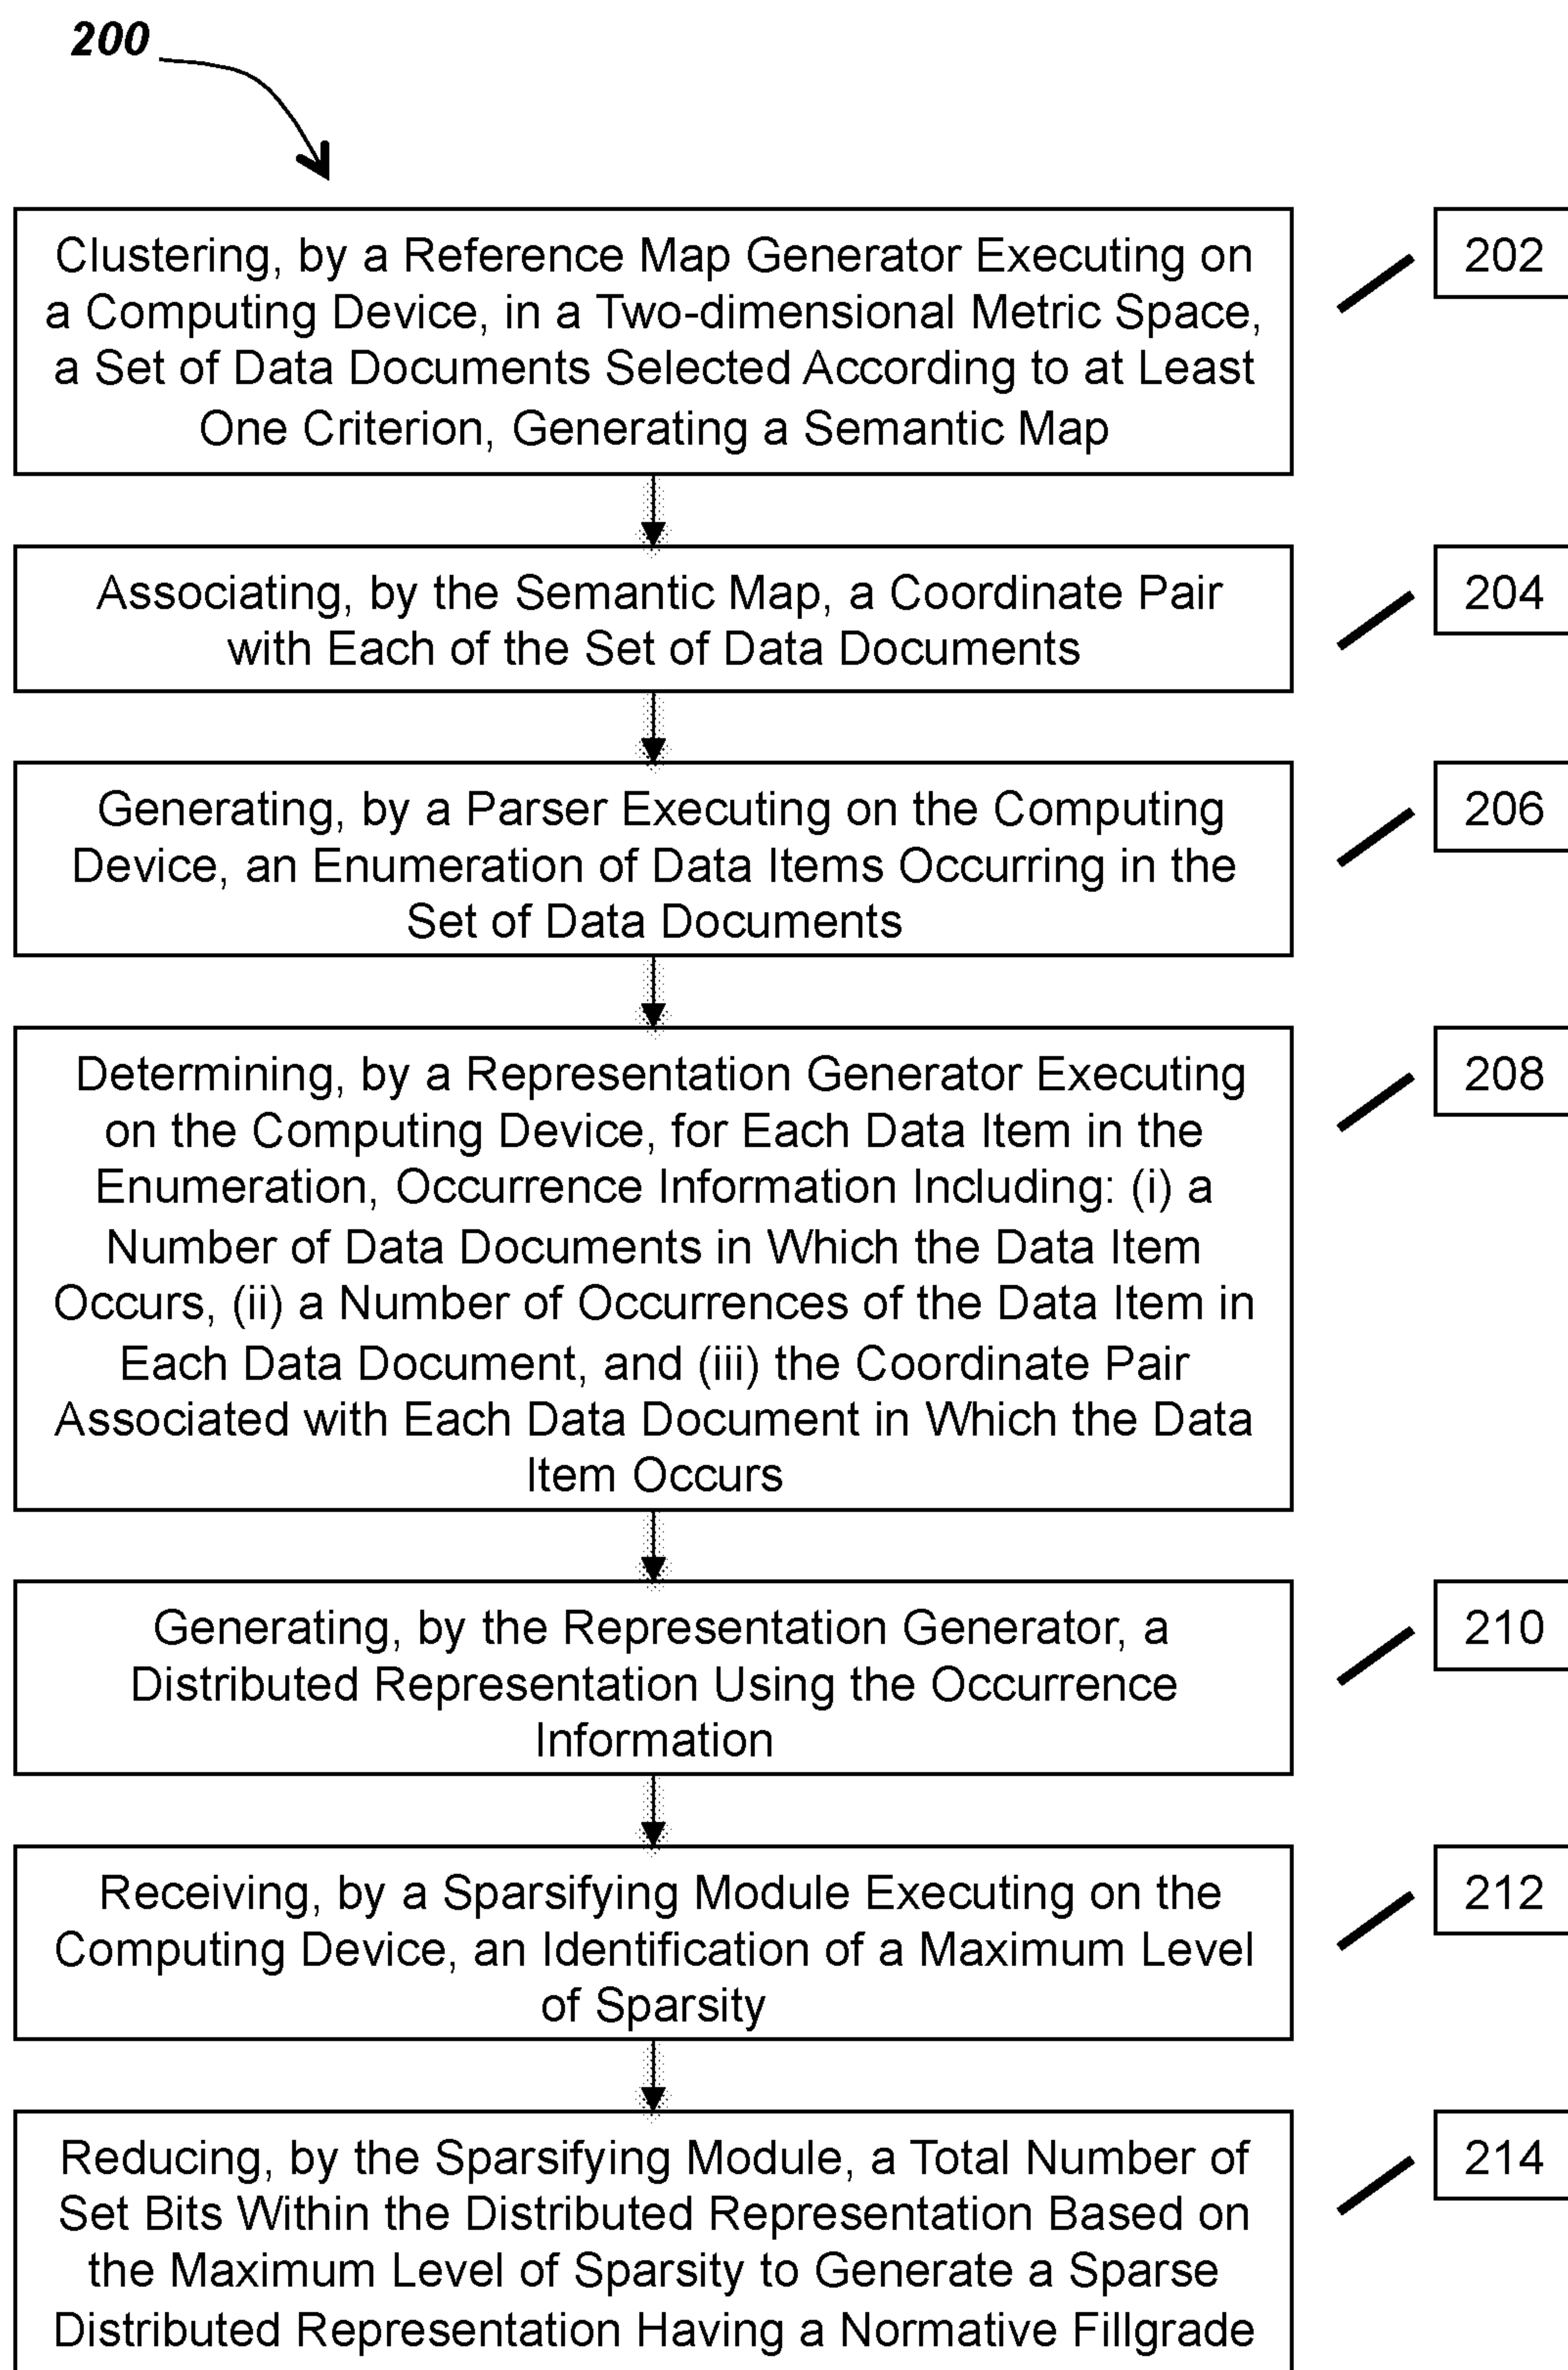 200
Clustering, by a Reference Map Generator Executing on
a Computing Device, in a Two-dimensional Metric Space,
a Set of Data Documents Selected According to at Least
One Criterion, Generating a Semantic Map
202
Associating, by the Semantic Map, a Coordinate Pair
with Each of the Set of Data Documents
204
Generating, by a Parser Executing on the Computing
Device, an Enumeration of Data Items Occurring in the
Set of Data Documents
206
Determining, by a Representation Generator Executing
on the Computing Device, for Each Data Item in the
Enumeration, Occurrence Information Including: (i) a
Number of Data Documents in Which the Data Item
Occurs, (ii) a Number of Occurrences of the Data Item in
Each Data Document, and (iii) the Coordinate Pair
Associated with Each Data Document in Which the Data
Item Occurs
208
Generating, by the Representation Generator, a
Distributed Representation Using the Occurrence
Information
210
Receiving, by a Sparsifying Module Executing on the
Computing Device, an Identification of a Maximum Level
of Sparsity
212
Reducing, by the Sparsifying Module, a Total Number of
Set Bits Within the Distributed Representation Based on
the Maximum Level of Sparsity to Generate a Sparse
Distributed Representation Having a Normative Fillgrade
214